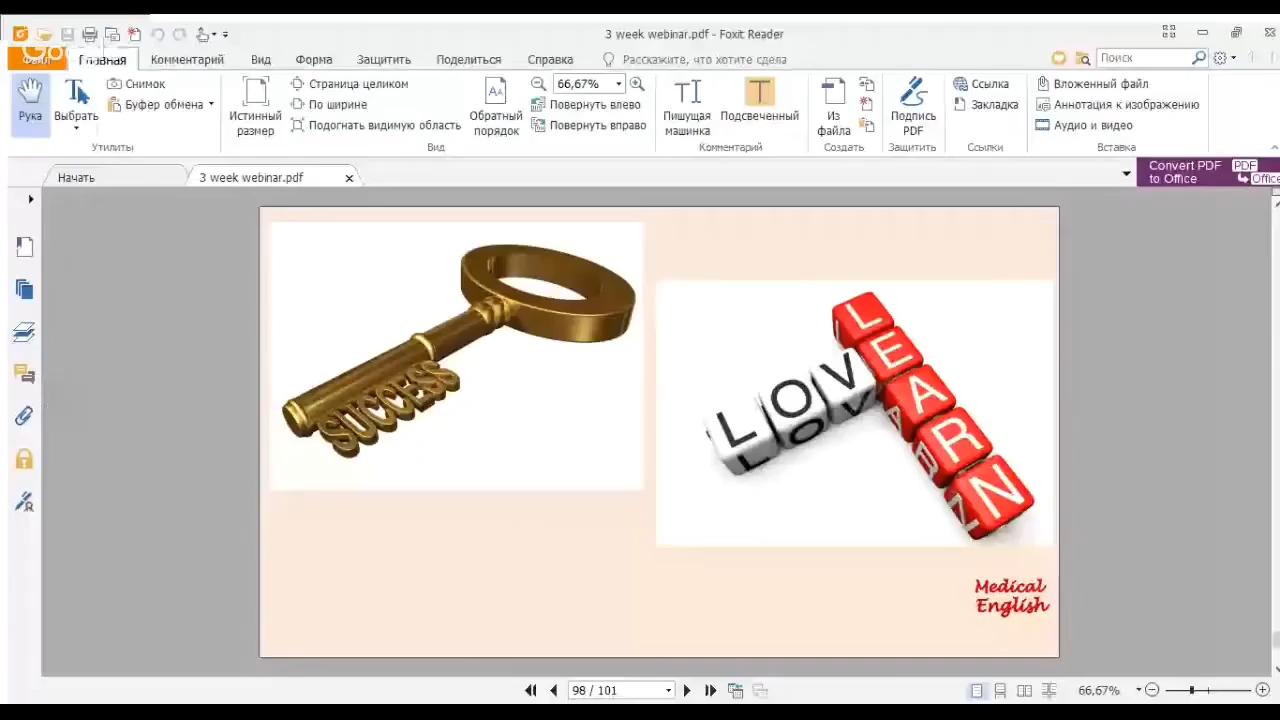 3 week webinar.pdf - Foxit Reader
Файл Главная Комментарий Вид Форма Защитить Поделиться Справка Расскажите, что хотите сдела Поиск
Рука
Выбрать
Снимок
Буфер обмена
Утилиты
Истинный размер
Страница целиком
По ширине
Подогнать видимую область
Обратный порядок
66,67%
Повернуть влево
Повернуть вправо
Вид
Пишущая машинка
Подсвеченный
Комментарий
Из файла
Создать
Подпись PDF
Защитить
Ссылка
Закладка
Ссылки
Вложенный файл
Аннотация к изображению
Аудио и видео
Вставка
Начать
3 week webinar.pdf
Convert PDF
to Office
PDF
Office
SUCCESS
LOV
LEARN
Medical
English
98 / 101
66,67%